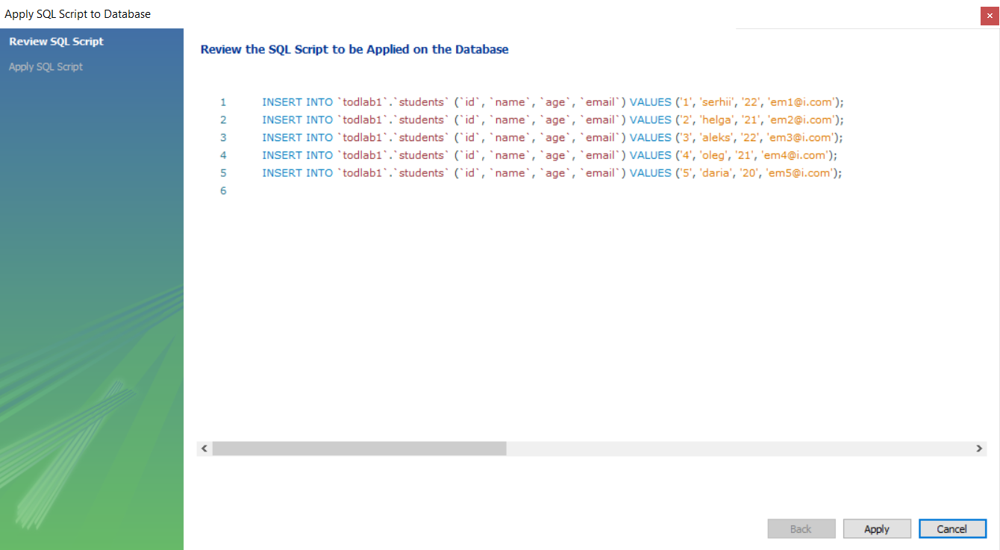 Apply SQL Script to Database
Review SQL Script
Apply SQL Script
Review the SQL Script to be Applied on the Database
1 INSERT INTO `todlab1`.`students` (`id`, `name`, `age`, `email`) VALUES ('1', 'serhii', '22', 'em1@i.com');
2 INSERT INTO `todlab1`.`students` (`id`, `name`, `age`, `email`) VALUES ('2', 'helga', '21', 'em2@i.com');
3 INSERT INTO `todlab1`.`students` (`id`, `name`, `age`, `email`) VALUES ('3', 'aleks', '22', 'em3@i.com');
4 INSERT INTO `todlab1`.`students` (`id`, `name`, `age`, `email`) VALUES ('4', 'oleg', '21', 'em4@i.com');
5 INSERT INTO `todlab1`.`students` (`id`, `name`, `age`, `email`) VALUES ('5', 'daria', '20', 'em5@i.com');
6
Back Apply Cancel